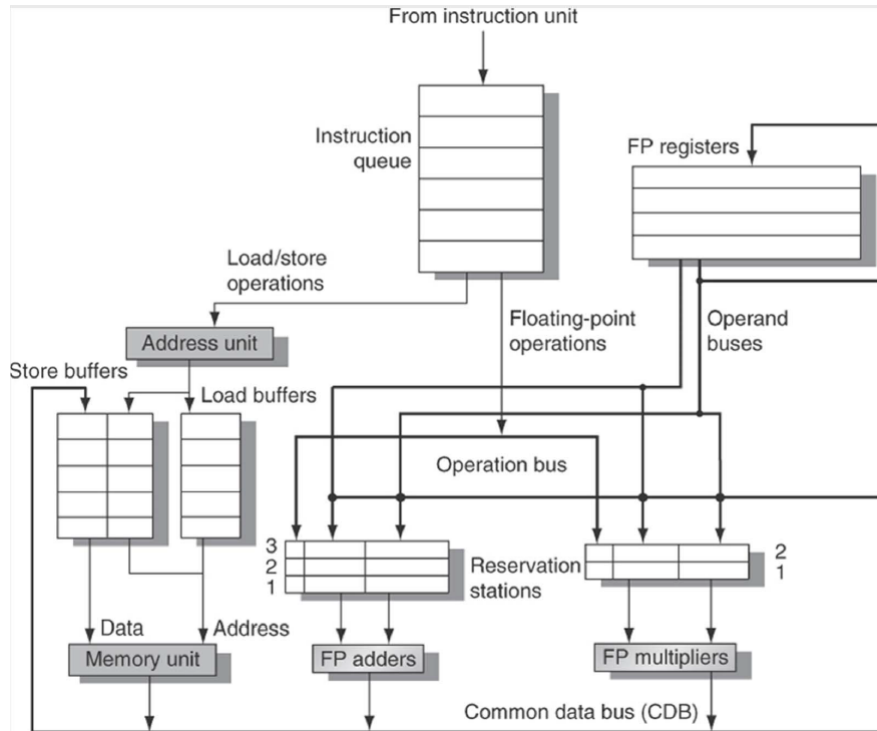 From instruction unit
Instruction
queue
FP registers
Load/store
operations
Floating-point
operations
Operand
buses
Address unit
Store buffers
Load buffers
Operation bus
3
2
1
Reservation
stations
2
1
Data
Address
Memory unit
FP adders
FP multipliers
Common data bus (CDB)